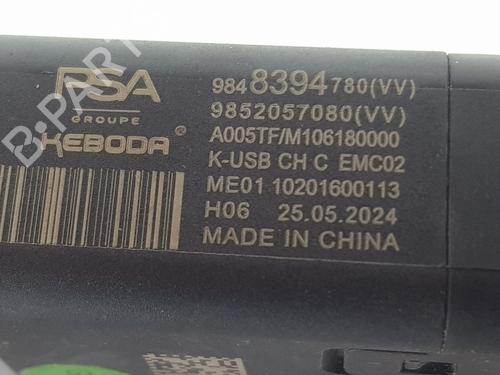 PSA
GROUPE
KEBODA
9848394780(VV)
9852057080(VV)
A005TF/M106180000
K-USB CH C EMC02
ME01 10201600113
H06 25.05.2024
MADE IN CHINA
B-PARTS